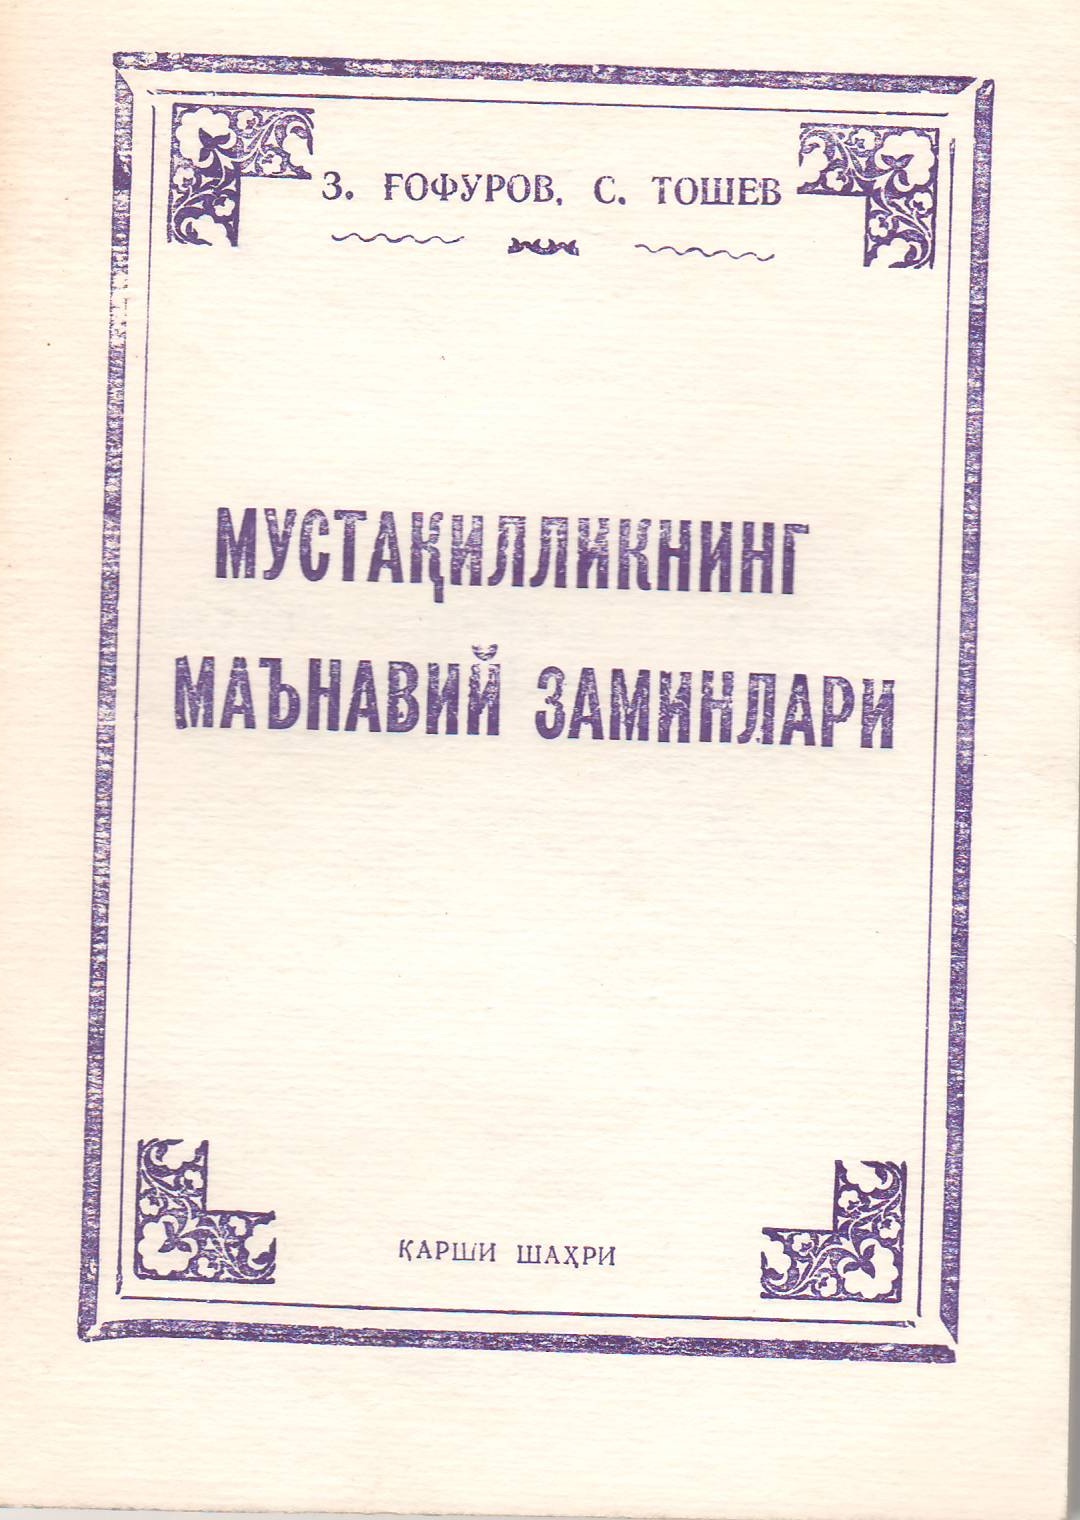 З. ҒОФУРОВ, С. ТОШЕВ
МУСТАҚИЛЛИКНИНГ
МАЪНАВИЙ ЗАМИНЛАРИ
ҚАРШИ ШАҲРИ